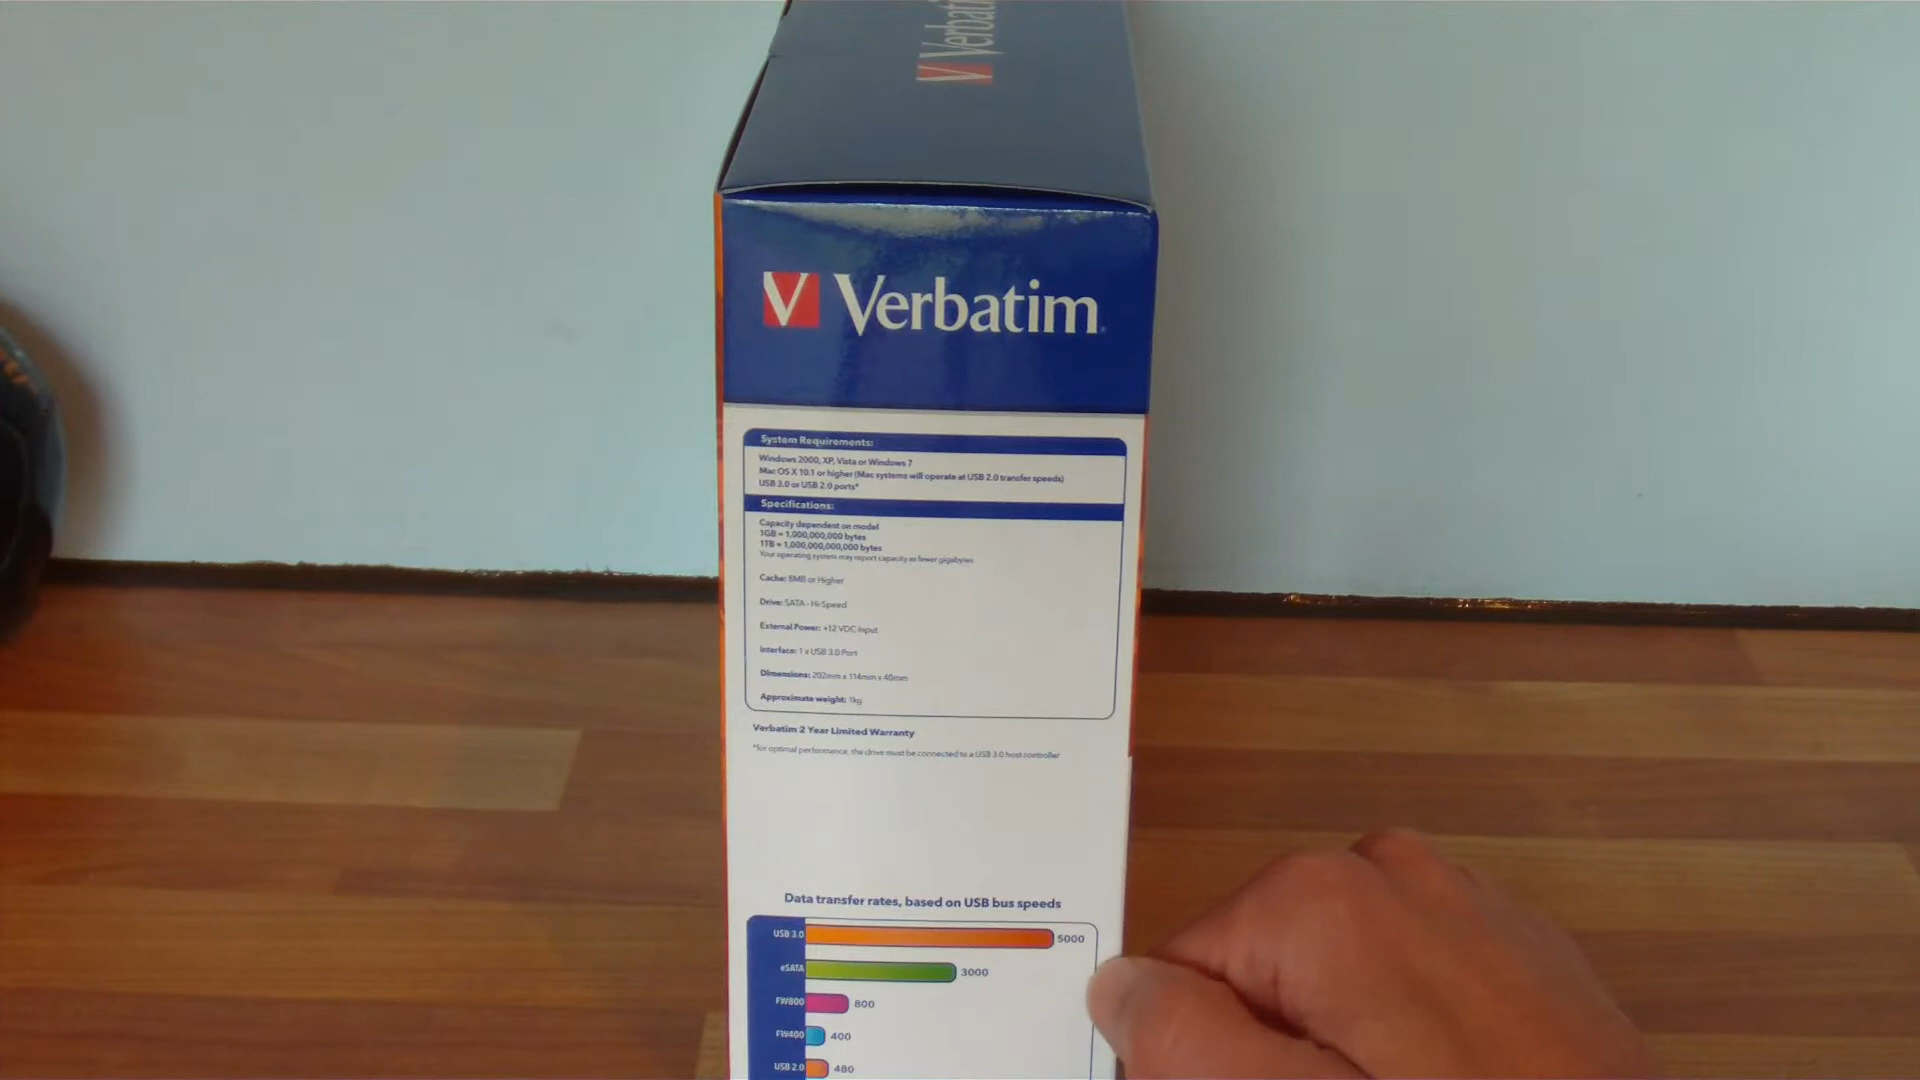 V Verbati
V Verbatim
System Requirements:
Windows 2000, XP, Vista or Windows 7
Mac OS X 10.1 or higher (Mac systems will operate at USB 2.0 transfer speeds)
USB 3.0 or USB 2.0 ports*
Specifications:
Capacity dependent on model
1GB = 1,000,000,000 bytes
1TB = 1,000,000,000,000 bytes
Your operating system may report capacity as fewer gigabytes
Cache: 8MB or Higher
Drive: SATA - Hi-Speed
External Power: +12 VDC Input
Interface: 1 x USB 3.0 Port
Dimensions: 202mm x 114mm x 40mm
Approximate weight: 1kg
Verbatim 2 Year Limited Warranty
*for optimal performance, the drive must be connected to a USB 3.0 host controller
Data transfer rates, based on USB bus speeds
USB 3.0 5000
eSATA 3000
FW800 800
FW400 400
USB 2.0 480